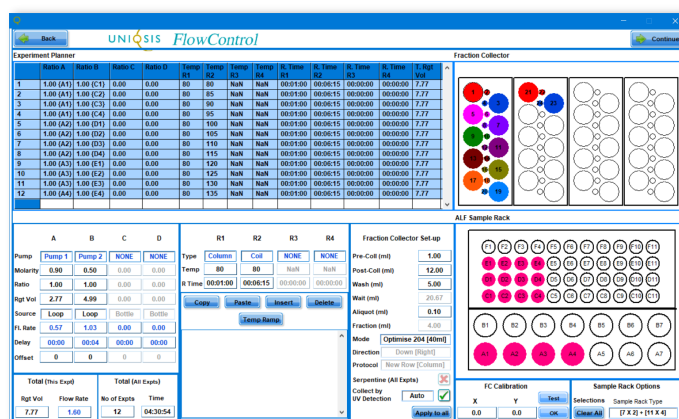 Back
UNIQSIS FlowControl
Continue
Experiment Planner
Fraction Collector
Ratio A Ratio B Ratio C Ratio D Temp R1 Temp R2 Temp R3 Temp R4 R. Time R1 R. Time R2 R. Time R3 R. Time R4 T. Rgt Vol
1 1.00 (A1) 1.00 (C1) 0.00 0.00 80 80 NaN NaN 00:01:00 00:06:15 00:00:00 00:00:00 7.77
2 1.00 (A1) 1.00 (C2) 0.00 0.00 80 85 NaN NaN 00:01:00 00:06:15 00:00:00 00:00:00 7.77
3 1.00 (A1) 1.00 (C3) 0.00 0.00 80 90 NaN NaN 00:01:00 00:06:15 00:00:00 00:00:00 7.77
4 1.00 (A1) 1.00 (C4) 0.00 0.00 80 95 NaN NaN 00:01:00 00:06:15 00:00:00 00:00:00 7.77
5 1.00 (A2) 1.00 (D1) 0.00 0.00 80 100 NaN NaN 00:01:00 00:06:15 00:00:00 00:00:00 7.77
6 1.00 (A2) 1.00 (D2) 0.00 0.00 80 105 NaN NaN 00:01:00 00:06:15 00:00:00 00:00:00 7.77
7 1.00 (A2) 1.00 (D3) 0.00 0.00 80 110 NaN NaN 00:01:00 00:06:15 00:00:00 00:00:00 7.77
8 1.00 (A2) 1.00 (D4) 0.00 0.00 80 115 NaN NaN 00:01:00 00:06:15 00:00:00 00:00:00 7.77
9 1.00 (A3) 1.00 (E1) 0.00 0.00 80 120 NaN NaN 00:01:00 00:06:15 00:00:00 00:00:00 7.77
10 1.00 (A3) 1.00 (E2) 0.00 0.00 80 125 NaN NaN 00:01:00 00:06:15 00:00:00 00:00:00 7.77
11 1.00 (A3) 1.00 (E3) 0.00 0.00 80 130 NaN NaN 00:01:00 00:06:15 00:00:00 00:00:00 7.77
12 1.00 (A4) 1.00 (E4) 0.00 0.00 80 135 NaN NaN 00:01:00 00:06:15 00:00:00 00:00:00 7.77
1 21
3 23
5
7
9
11
13
15
17
19
ALF Sample Rack
A B C D
Pump Pump 1 Pump 2 NONE NONE
Molarity 0.90 0.50 0.00 0.00
Ratio 1.00 1.00 0.00 0.00
Rgt Vol 2.77 4.99 0.00 0.00
Source Loop Loop Bottle Bottle
Fl. Rate 0.57 1.03 0.00 0.00
Delay 00:00 00:04 00:00 00:00
Offset 0 0 0 0
Total (This Expt) Total (All Expts)
Rgt Vol Flow Rate No of Expts Time
7.77 1.60 12 04:30:54
R1 R2 R3 R4
Type Column Coil NONE NONE
Temp 80 80 NaN NaN
R Time 00:01:00 00:06:15 00:00:00 00:00:00
Copy Paste Insert Delete
Temp Ramp
Fraction Collector Set-up
Pre-Coll (ml) 1.00
Post-Coll (ml) 12.00
Wash (ml) 5.00
Wait (ml) 20.67
Aliquot (ml) 0.10
Fraction (ml) 4.00
Mode Optimise 204 [40ml]
Direction Down [Right]
Protocol New Row [Column]
Serpentine (All Expts)
Collect by
UV Detection Auto
Apply to all
F1 F2 F3 F4 F5 F6 F7 F8 F9 F10 F11
E1 E2 E3 E4 E5 E6 E7 E8 E9 E10 E11
D1 D2 D3 D4 D5 D6 D7 D8 D9 D10 D11
C1 C2 C3 C4 C5 C6 C7 C8 C9 C10 C11
B1 B2 B3 B4 B5 B6 B7
A1 A2 A3 A4 A5 A6 A7
FC Calibration Sample Rack Options
X Y Test Selections Sample Rack Type
0.0 0.0 OK Clear All [7 X 2] + [11 X 4]